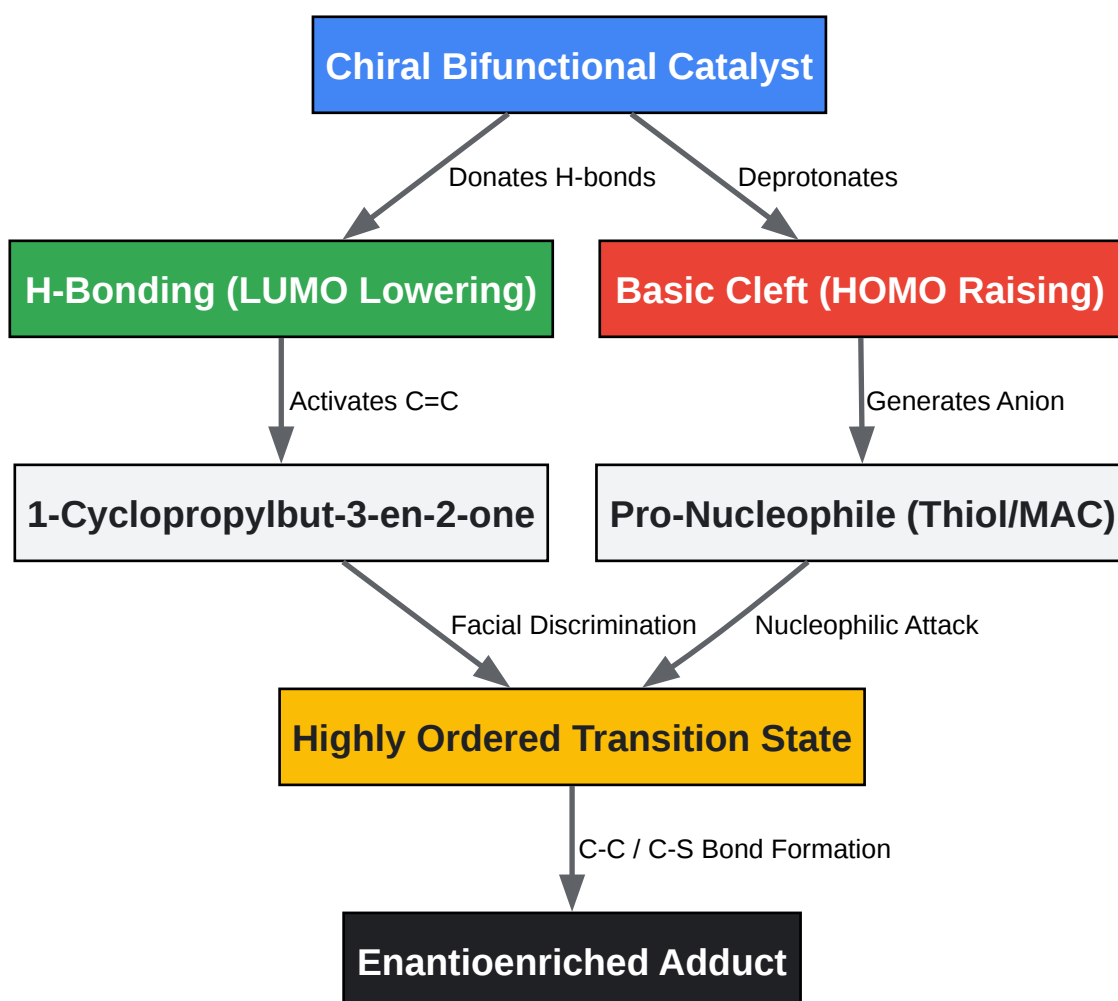 Chiral Bifunctional Catalyst
Donates H-bonds
Deprotonates
H-Bonding (LUMO Lowering)
Basic Cleft (HOMO Raising)
Activates C=C
Generates Anion
1-Cyclopropylbut-3-en-2-one
Pro-Nucleophile (Thiol/MAC)
Facial Discrimination
Nucleophilic Attack
Highly Ordered Transition State
C-C / C-S Bond Formation
Enantioenriched Adduct